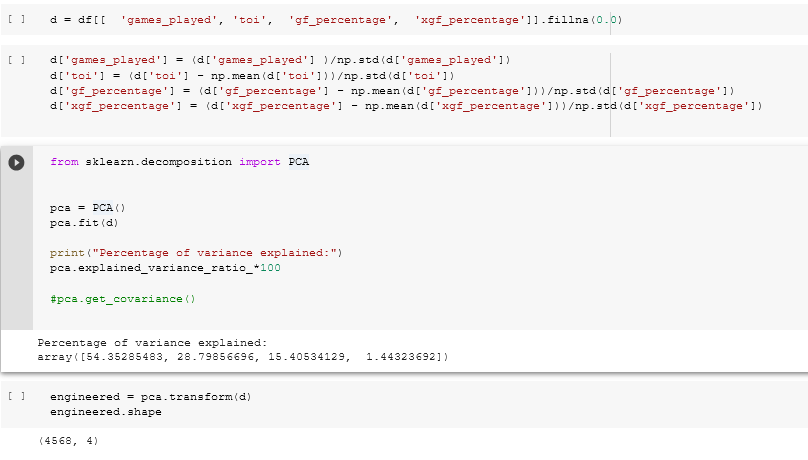 [ ] d = df[[ 'games_played', 'toi', 'gf_percentage', 'xgf_percentage']].fillna(0.0)
[ ] d['games_played'] = (d['games_played'] )/np.std(d['games_played'])
d['toi'] = (d['toi'] - np.mean(d['toi']))/np.std(d['toi'])
d['gf_percentage'] = (d['gf_percentage'] - np.mean(d['gf_percentage']))/np.std(d['gf_percentage'])
d['xgf_percentage'] = (d['xgf_percentage'] - np.mean(d['xgf_percentage']))/np.std(d['xgf_percentage'])
from sklearn.decomposition import PCA
pca = PCA()
pca.fit(d)
print("Percentage of variance explained:")
pca.explained_variance_ratio_*100
#pca.get_covariance()
Percentage of variance explained:
array([54.35285483, 28.79856696, 15.40534129, 1.44323692])
[ ] engineered = pca.transform(d)
engineered.shape
(4568, 4)